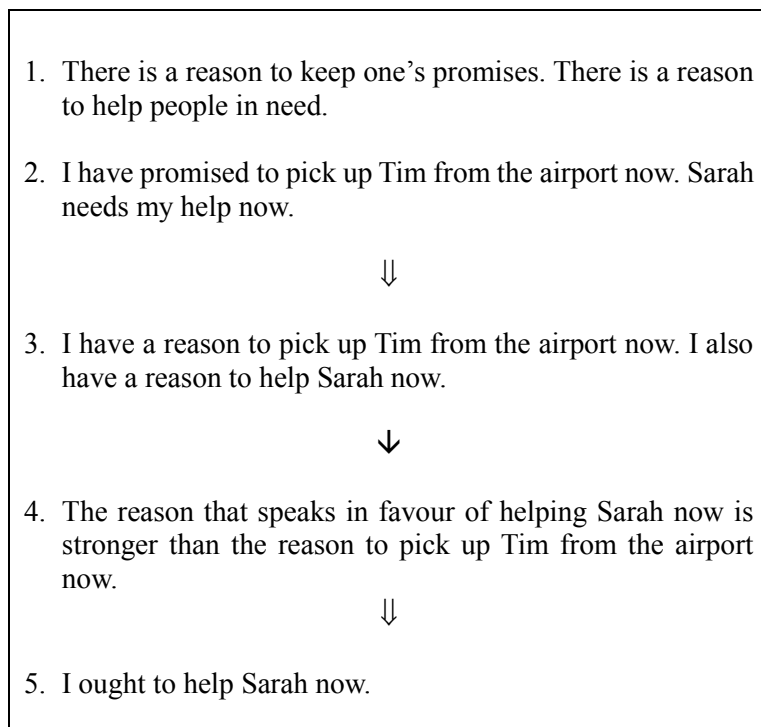 1. There is a reason to keep one’s promises. There is a reason
to help people in need.
2. I have promised to pick up Tim from the airport now. Sarah
needs my help now.
⇓
3. I have a reason to pick up Tim from the airport now. I also
have a reason to help Sarah now.
↓
4. The reason that speaks in favour of helping Sarah now is
stronger than the reason to pick up Tim from the airport
now.
⇓
5. I ought to help Sarah now.